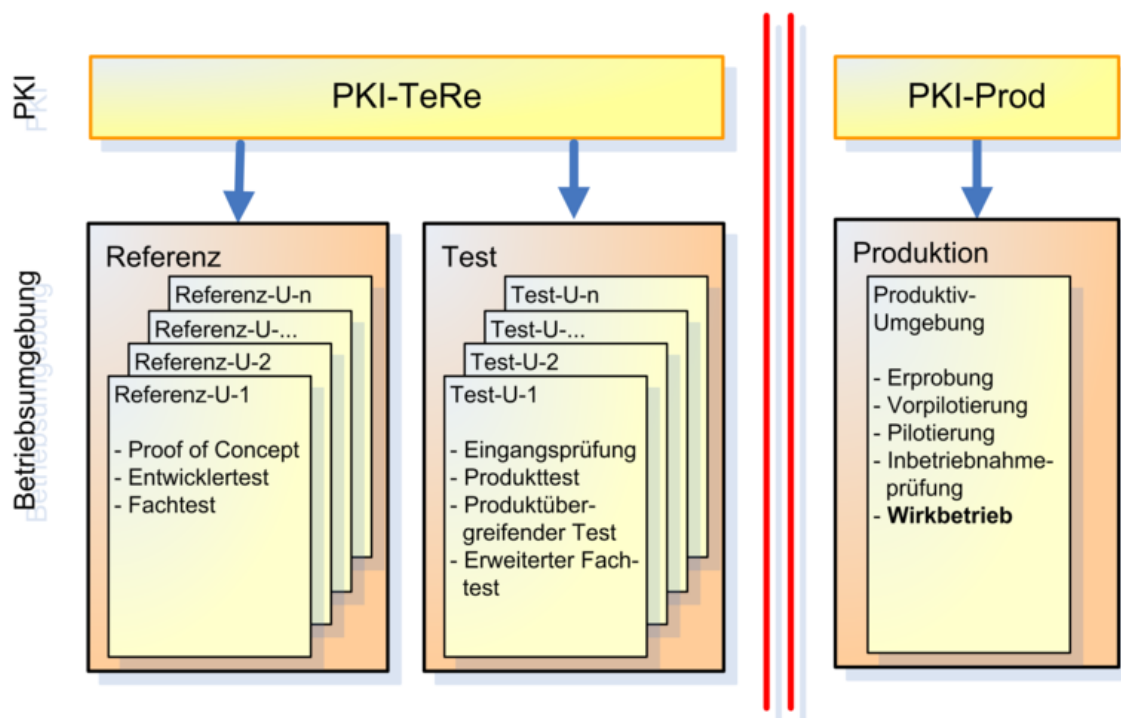 PKI
PKI-TeRe
PKI-Prod
Betriebsumgebung
Referenz
Referenz-U-n
Referenz-U-...
Referenz-U-2
Referenz-U-1
- Proof of Concept
- Entwicklertest
- Fachtest
Test
Test-U-n
Test-U-...
Test-U-2
Test-U-1
- Eingangsprüfung
- Produkttest
- Produktüber-
greifender Test
- Erweiterter Fach-
test
Produktion
Produktiv-
Umgebung
- Erprobung
- Vorpilotierung
- Pilotierung
- Inbetriebnahme-
prüfung
- Wirkbetrieb